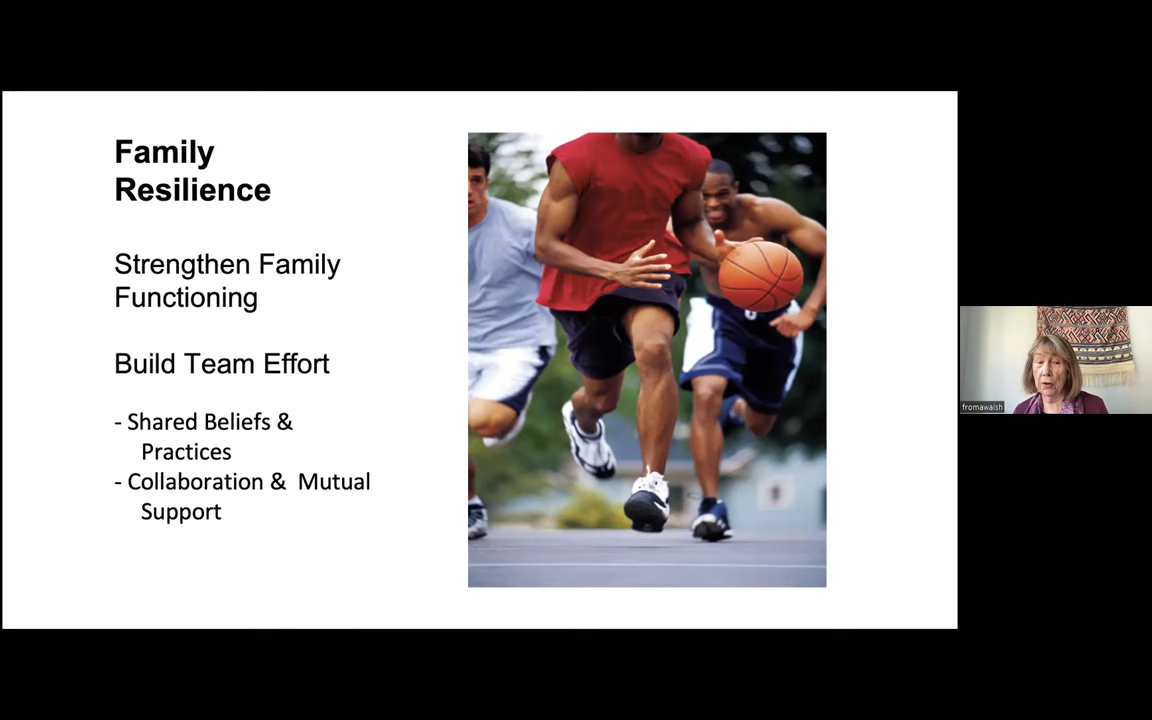 Family
Resilience
Strengthen Family
Functioning
Build Team Effort
- Shared Beliefs &
Practices
- Collaboration &  Mutual
Support
fromawalsh